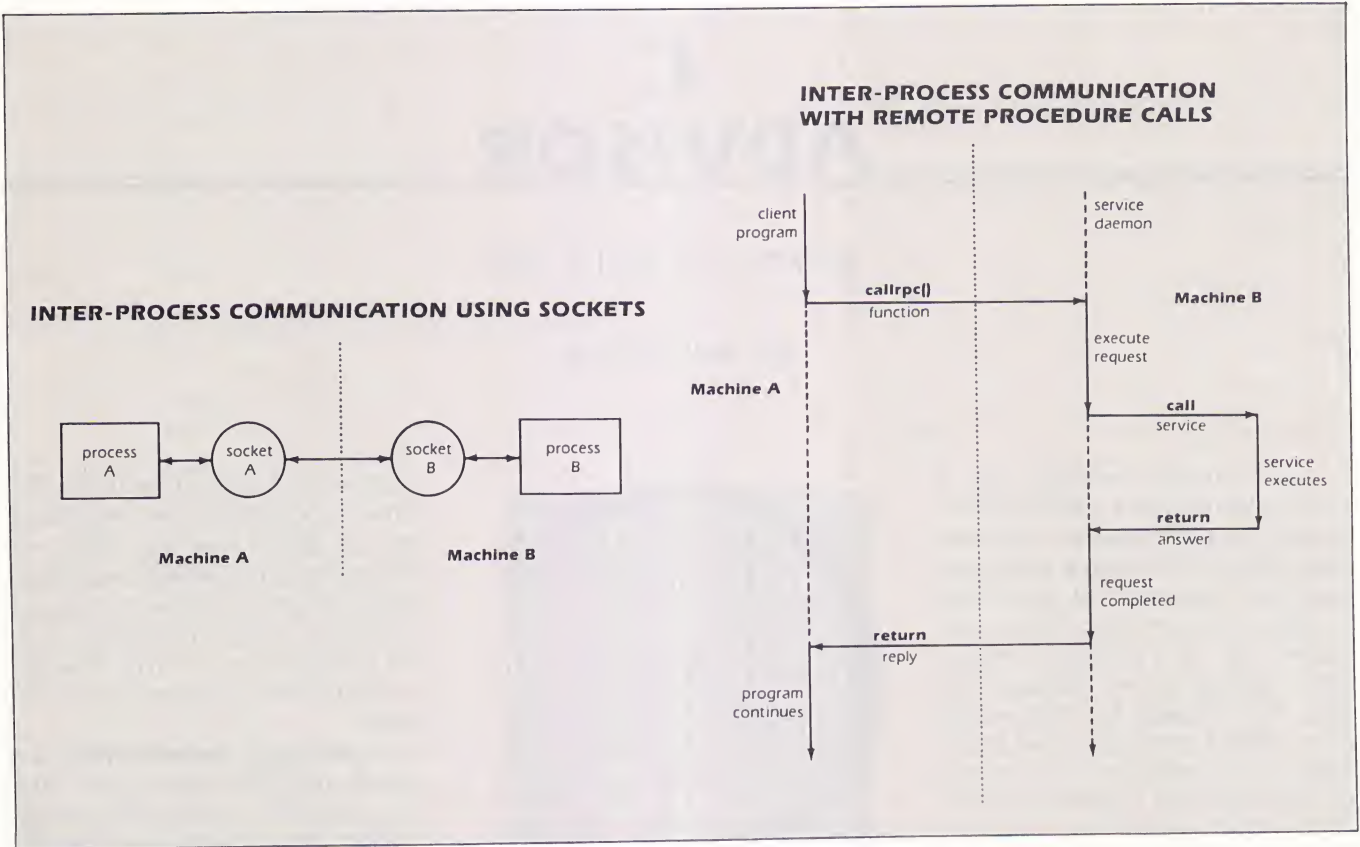 INTER-PROCESS COMMUNICATION USING SOCKETS
process
A
socket
A
socket
B
process
B
Machine A
Machine B
INTER-PROCESS COMMUNICATION
WITH REMOTE PROCEDURE CALLS
client
program
service
daemon
callrpc()
function
Machine B
execute
request
Machine A
call
service
service
executes
return
answer
request
completed
return
reply
program
continues